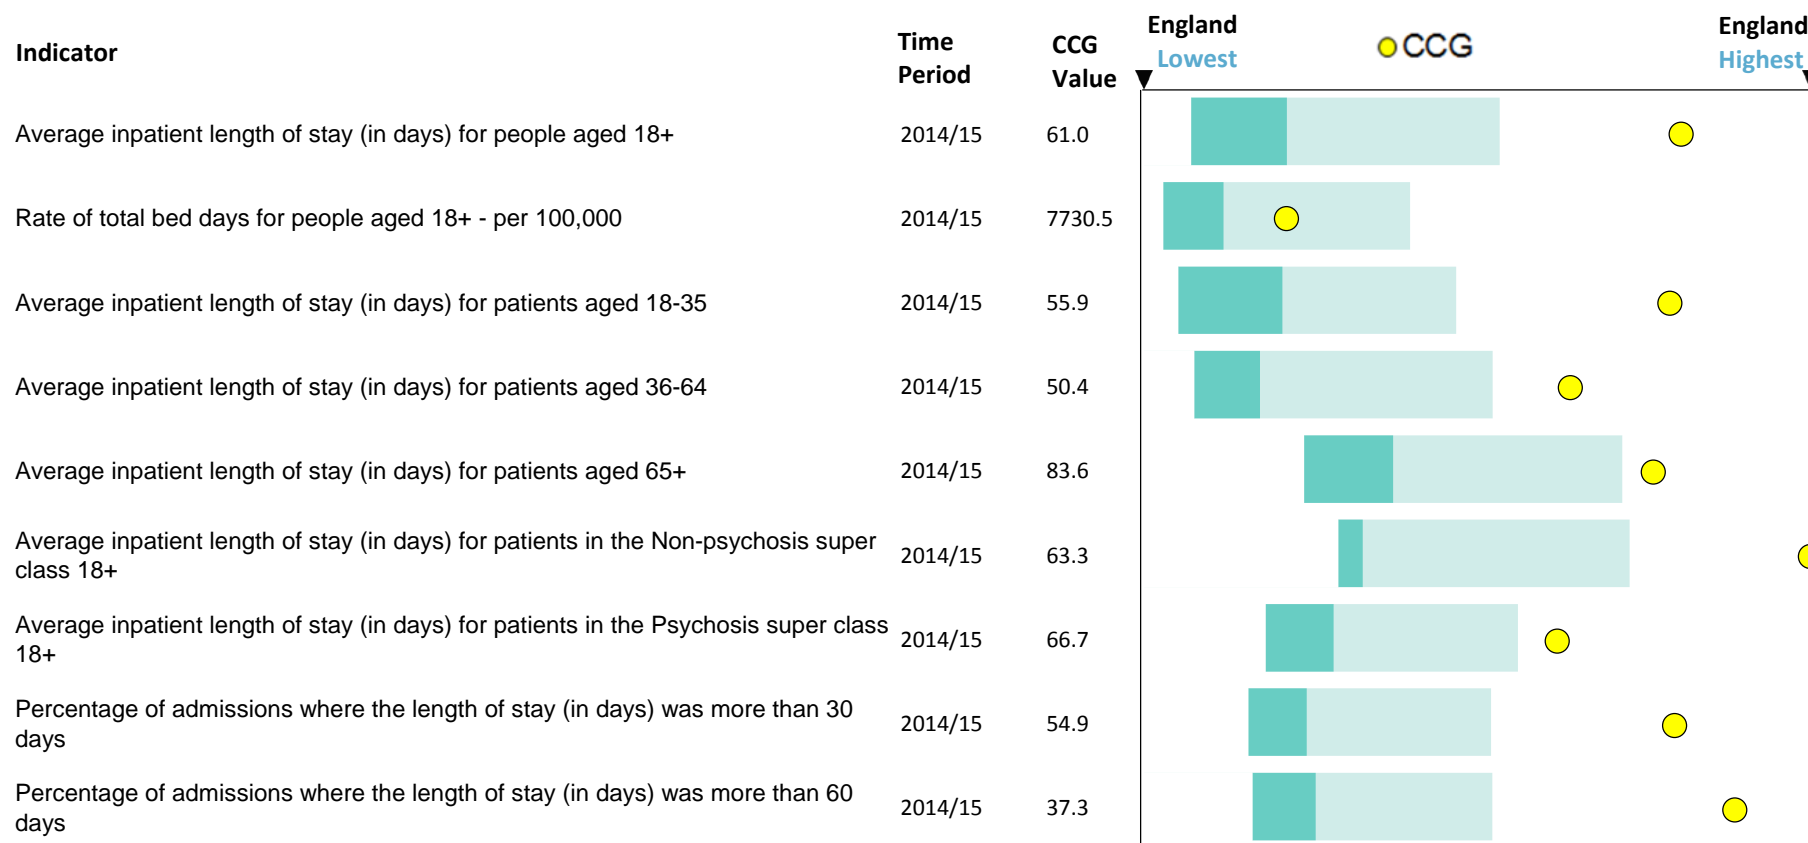 Indicator
Time
Period
CCG
Value
England
Lowest
CCG
England
Highest
Average inpatient length of stay (in days) for people aged 18+ 2014/15 61.0
Rate of total bed days for people aged 18+ - per 100,000 2014/15 7730.5
Average inpatient length of stay (in days) for patients aged 18-35 2014/15 55.9
Average inpatient length of stay (in days) for patients aged 36-64 2014/15 50.4
Average inpatient length of stay (in days) for patients aged 65+ 2014/15 83.6
Average inpatient length of stay (in days) for patients in the Non-psychosis super
class 18+
2014/15 63.3
Average inpatient length of stay (in days) for patients in the Psychosis super class
18+
2014/15 66.7
Percentage of admissions where the length of stay (in days) was more than 30
days
2014/15 54.9
Percentage of admissions where the length of stay (in days) was more than 60
days
2014/15 37.3